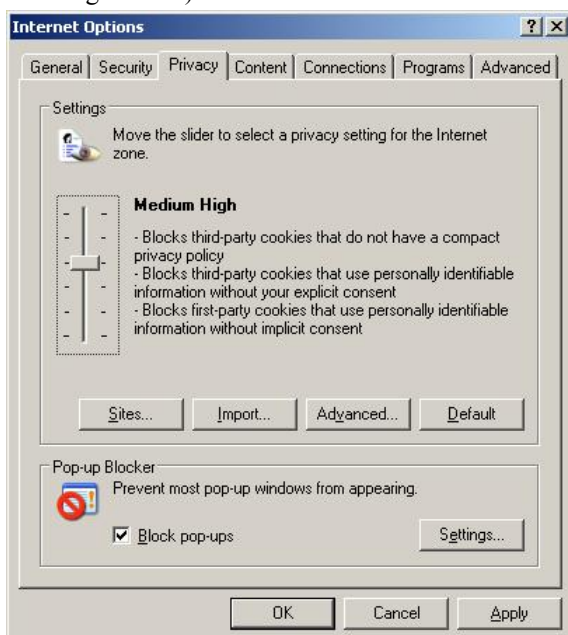 Internet Options
General Security Privacy Content Connections Programs Advanced
Settings
Move the slider to select a privacy setting for the Internet
zone.
Medium High
- Blocks third-party cookies that do not have a compact
privacy policy
- Blocks third-party cookies that use personally identifiable
information without your explicit consent
- Blocks first-party cookies that use personally identifiable
information without implicit consent
Sites... Import... Advanced... Default
Pop-up Blocker
Prevent most pop-up windows from appearing.
Block pop-ups Settings...
OK Cancel Apply